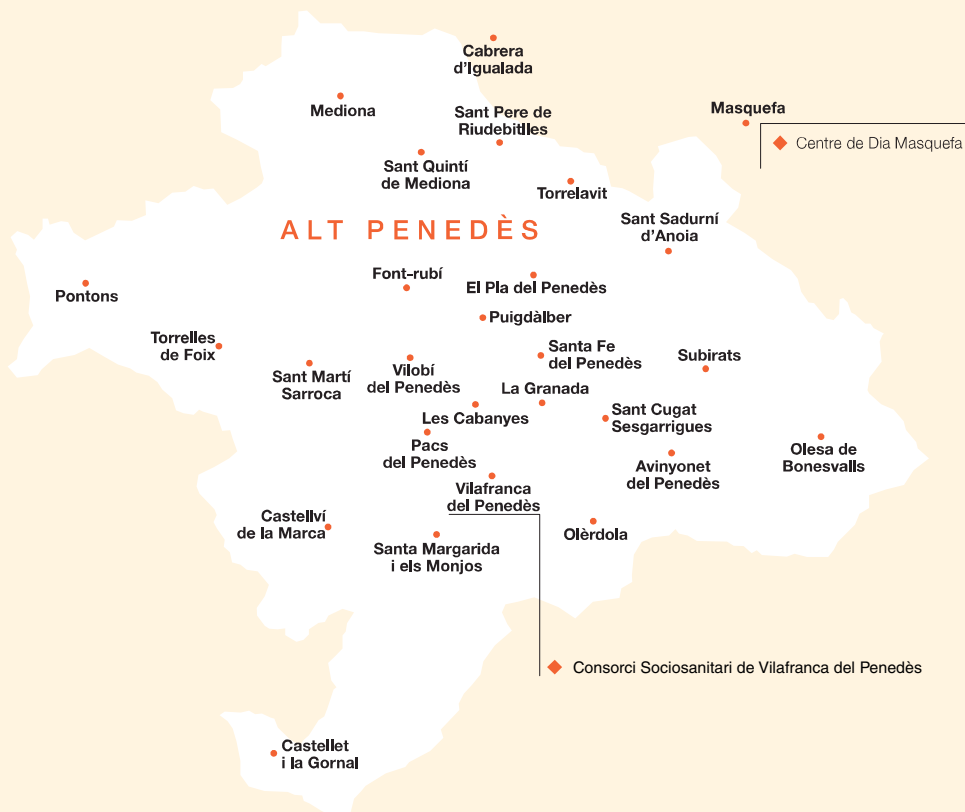 Cabrera
d'Igualada
Mediona
Sant Pere de
Riudebitlles
Masquefa
Centre de Dia Masquefa
Sant Quintí
de Mediona
Torrelavit
Sant Sadurní
d'Anoia
ALT PENEDÈS
Font-rubí
El Pla del Penedès
Pontons
Puigdàlber
Torrelles
de Foix
Santa Fe
del Penedès
Subirats
Sant Martí
Sarroca
Vilobí
del Penedès
La Granada
Les Cabanyes
Sant Cugat
Sesgarrigues
Pacs
del Penedès
Avinyonet
del Penedès
Olesa de
Bonesvalls
Vilafranca
del Penedès
Castellví
de la Marca
Olèrdola
Santa Margarida
i els Monjos
Consorci Sociosanitari de Vilafranca del Penedès
Castellet
i la Gornal